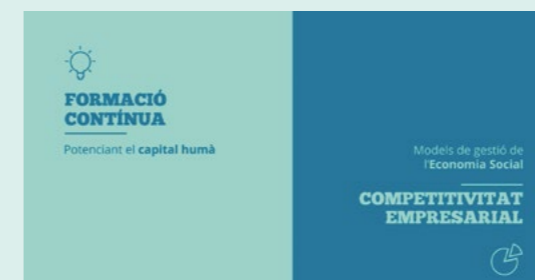 FORMACIÓ
CONTÍNUA
Potenciant el capital humà
Models de gestió de
l'Economia Social
COMPETITIVITAT
EMPRESARIAL